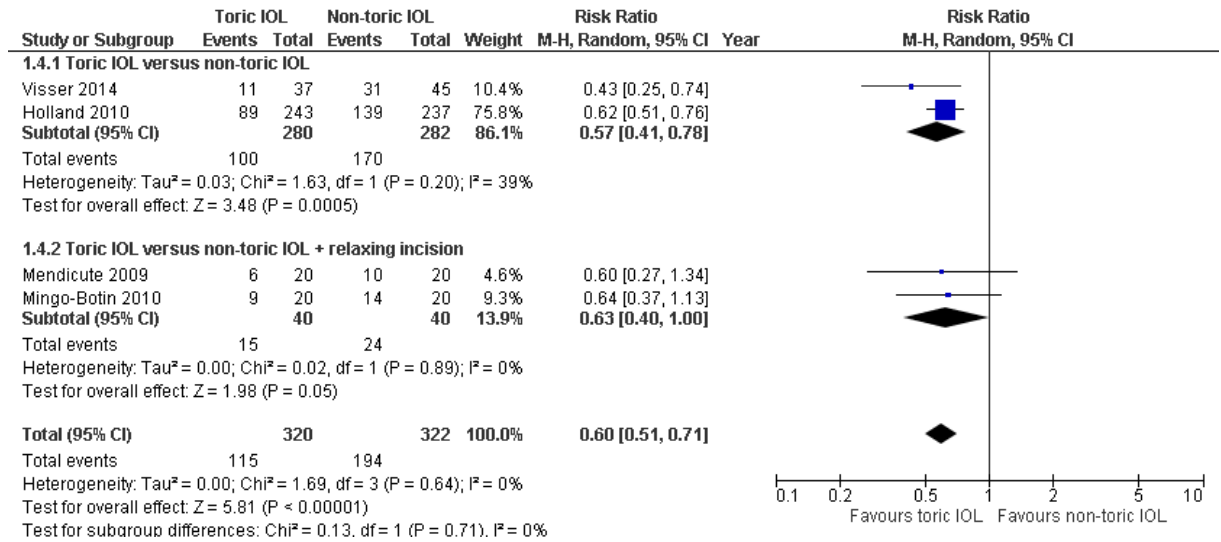 Toric IOL Non-toric IOL Risk Ratio Risk Ratio
Study or Subgroup Events Total Events Total Weight M-H, Random, 95% CI Year M-H, Random, 95% CI
1.4.1 Toric IOL versus non-toric IOL
Visser 2014 11 37 31 45 10.4% 0.43 [0.25, 0.74]
Holland 2010 89 243 139 237 75.8% 0.62 [0.51, 0.76]
Subtotal (95% CI) 280 282 86.1% 0.57 [0.41, 0.78]
Total events 100 170
Heterogeneity: Tau² = 0.03; Chi² = 1.63, df = 1 (P = 0.20); I² = 39%
Test for overall effect: Z = 3.48 (P = 0.0005)
1.4.2 Toric IOL versus non-toric IOL + relaxing incision
Mendicute 2009 6 20 10 20 4.6% 0.60 [0.27, 1.34]
Mingo-Botin 2010 9 20 14 20 9.3% 0.64 [0.37, 1.13]
Subtotal (95% CI) 40 40 13.9% 0.63 [0.40, 1.00]
Total events 15 24
Heterogeneity: Tau² = 0.00; Chi² = 0.02, df = 1 (P = 0.89); I² = 0%
Test for overall effect: Z = 1.98 (P = 0.05)
Total (95% CI) 320 322 100.0% 0.60 [0.51, 0.71]
Total events 115 194
Heterogeneity: Tau² = 0.00; Chi² = 1.69, df = 3 (P = 0.64); I² = 0%
Test for overall effect: Z = 5.81 (P < 0.00001)
Test for subgroup differences: Chi² = 0.13, df = 1 (P = 0.71), I² = 0%
0.1 0.2 0.5 1 2 5 10
Favours toric IOL Favours non-toric IOL